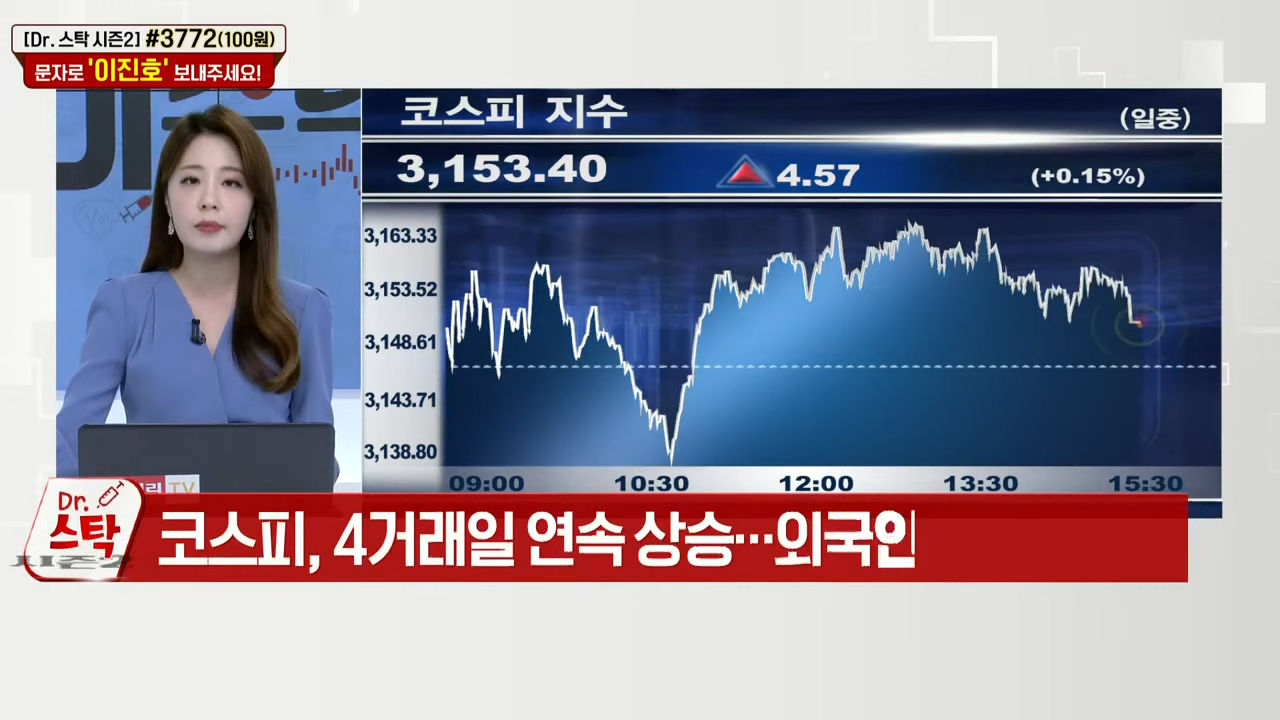 [Dr. 스탁 시즌2] #3772(100원)
문자로 '이진호' 보내주세요!
코스피 지수
(일중)
3,153.40
4.57
(+0.15%)
3,163.33
3,153.52
3,148.61
3,143.71
3,138.80
09:00
10:30
12:00
13:30
15:30
TV
Dr.
스탁
시즌2
코스피, 4거래일 연속 상승…외국인